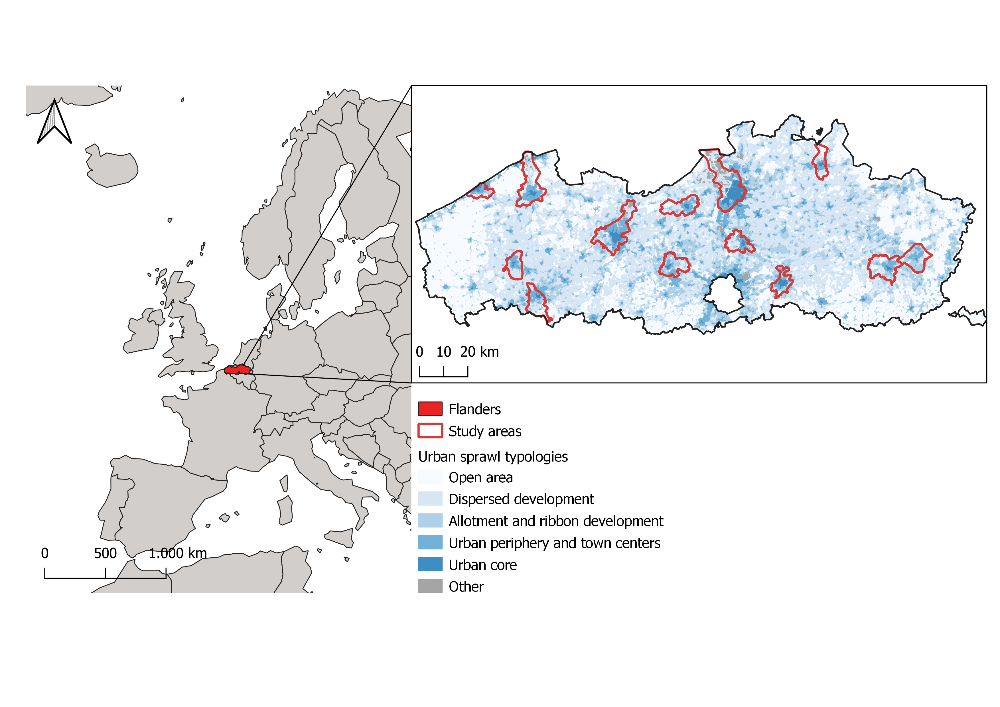 0 10 20 km
Flanders
Study areas
Urban sprawl typologies
Open area
Dispersed development
Allotment and ribbon development
Urban periphery and town centers
Urban core
Other
0 500 1.000 km